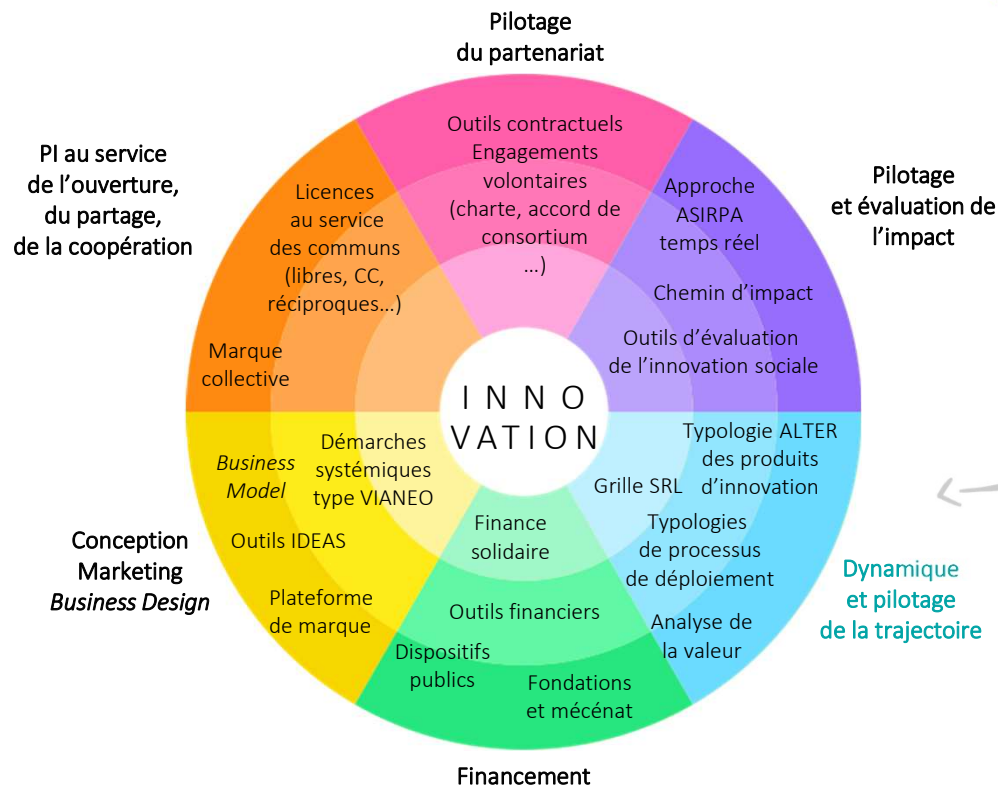 Pilotage
du partenariat
PI au service
de l’ouverture,
du partage,
de la coopération
Outils contractuels
Engagements
volontaires
(charte, accord de
consortium
…)
Licences
au service
des communs
(libres, CC,
réciproques…)
Marque
collective
Approche
ASIRPA
temps réel
Chemin d’impact
Outils d’évaluation
de l’innovation sociale
Pilotage
et évaluation de
l’impact
INNO
VATION
Business
Model
Démarches
systémiques
type VIANEO
Outils IDEAS
Plateforme
de marque
Conception
Marketing
Business Design
Typologie ALTER
des produits
d’innovation
Grille SRL
Typologies
de processus
de déploiement
Analyse de
la valeur
Dynamique
et pilotage
de la trajectoire
Finance
solidaire
Outils financiers
Dispositifs
publics
Fondations
et mécénat
Financement